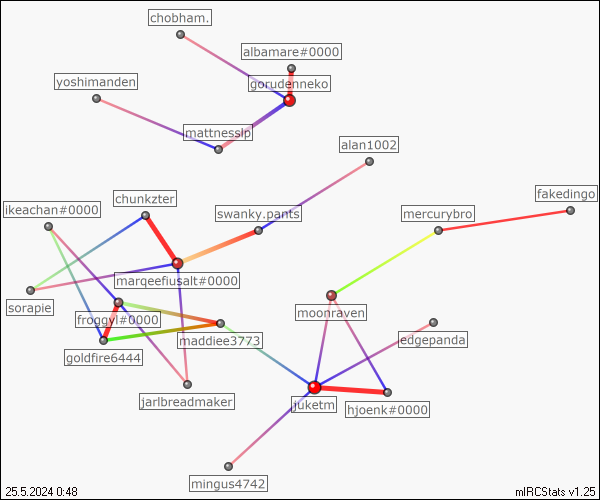 chobham.
albamare#0000
yoshimanden
gorudenneko
mattnesslp
alan1002
fakedingo
chunkzter
ikeachan#0000
swanky.pants
mercurybro
marqeefiusalt#0000
sorapie
froggyl#0000
moonraven
maddiee3773
edgepanda
goldfire6444
jarlbreadmaker
juketm
hjoenk#0000
mingus4742
25.5.2024 0:48
mIRCStats v1.25